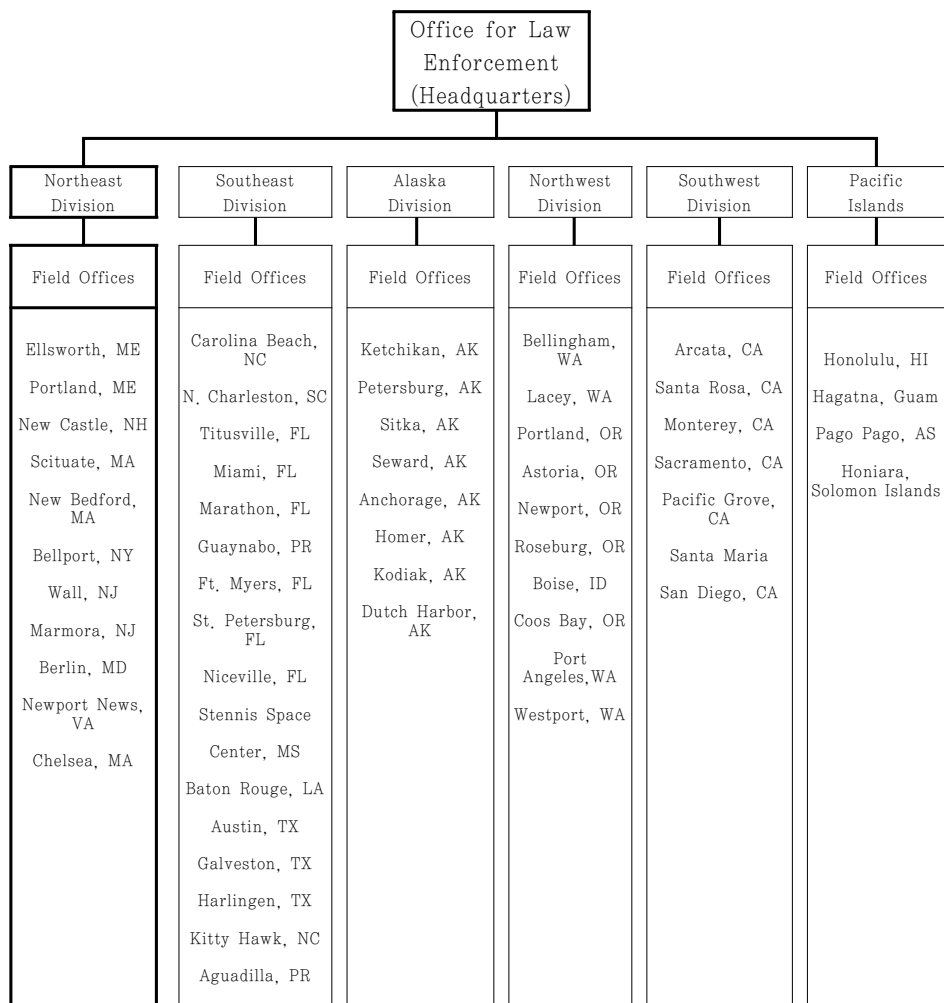 Office for Law
Enforcement
(Headquarters)
Northeast
Division
Field Offices
Ellsworth, ME
Portland, ME
New Castle, NH
Scituate, MA
New Bedford,
MA
Bellport, NY
Wall, NJ
Marmora, NJ
Berlin, MD
Newport News,
VA
Chelsea, MA
Southeast
Division
Field Offices
Carolina Beach,
NC
N. Charleston, SC
Titusville, FL
Miami, FL
Marathon, FL
Guaynabo, PR
Ft. Myers, FL
St. Petersburg,
FL
Niceville, FL
Stennis Space
Center, MS
Baton Rouge, LA
Austin, TX
Galveston, TX
Harlingen, TX
Kitty Hawk, NC
Aguadilla, PR
Alaska
Division
Field Offices
Ketchikan, AK
Petersburg, AK
Sitka, AK
Seward, AK
Anchorage, AK
Homer, AK
Kodiak, AK
Dutch Harbor,
AK
Northwest
Division
Field Offices
Bellingham,
WA
Lacey, WA
Portland, OR
Astoria, OR
Newport, OR
Roseburg, OR
Boise, ID
Coos Bay, OR
Port
Angeles,WA
Westport, WA
Southwest
Division
Field Offices
Arcata, CA
Santa Rosa, CA
Monterey, CA
Sacramento, CA
Pacific Grove,
CA
Santa Maria
San Diego, CA
Pacific
Islands
Field Offices
Honolulu, HI
Hagatna, Guam
Pago Pago, AS
Honiara,
Solomon Islands